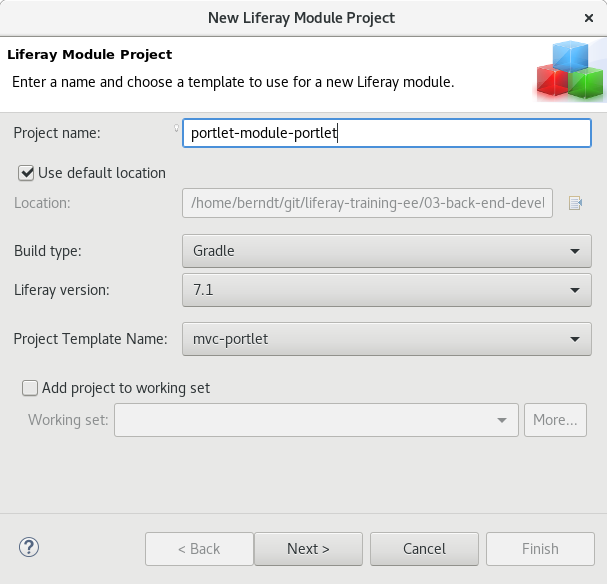 New Liferay Module Project
Liferay Module Project
Enter a name and choose a template to use for a new Liferay module.
Project name: portlet-module-portlet
Use default location
Location: /home/berndt/git/liferay-training-ee/03-back-end-devel
Build type: Gradle
Liferay version: 7.1
Project Template Name: mvc-portlet
Add project to working set
Working set: More...
< Back Next > Cancel Finish